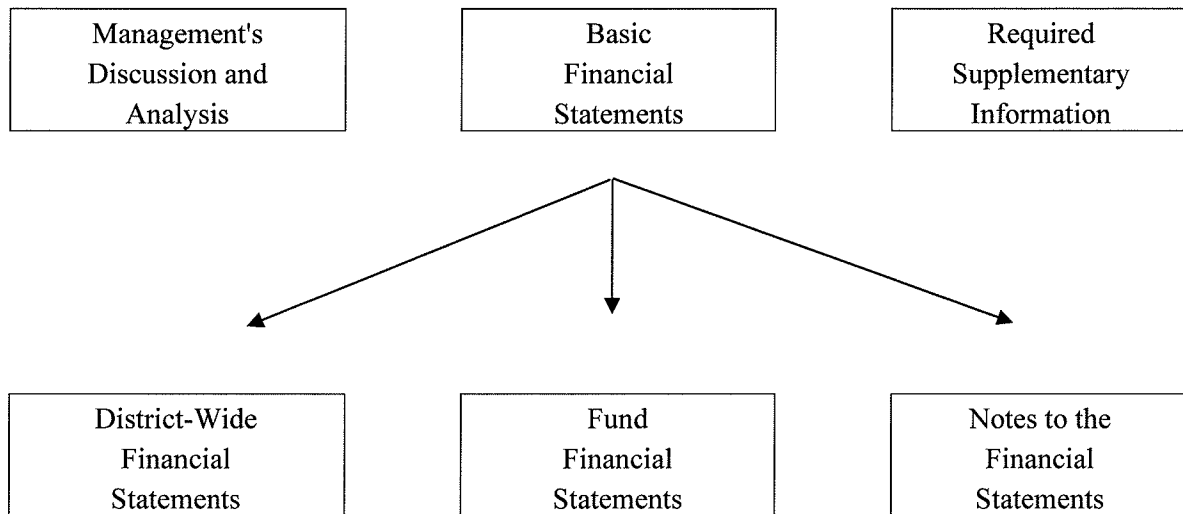 Management's
Discussion and
Analysis
Basic
Financial
Statements
Required
Supplementary
Information
District-Wide
Financial
Statements
Fund
Financial
Statements
Notes to the
Financial
Statements